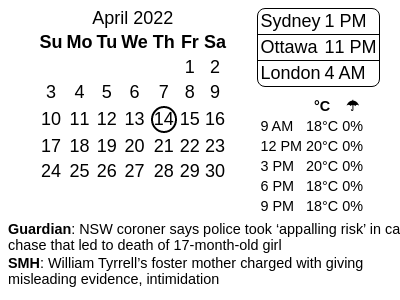 April 2022
Su Mo Tu We Th Fr Sa
1 2
3 4 5 6 7 8 9
10 11 12 13 14 15 16
17 18 19 20 21 22 23
24 25 26 27 28 29 30
Sydney 1 PM
Ottawa 11 PM
London 4 AM
°C ☂
9 AM 18°C 0%
12 PM 20°C 0%
3 PM 20°C 0%
6 PM 18°C 0%
9 PM 18°C 0%
Guardian: NSW coroner says police took ‘appalling risk’ in ca
chase that led to death of 17-month-old girl
SMH: William Tyrrell’s foster mother charged with giving
misleading evidence, intimidation